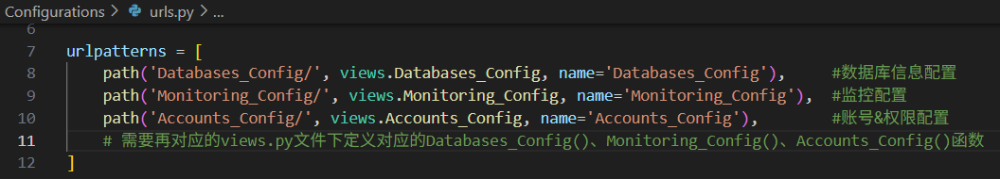 Configurations > urls.py > ...
6
7 urlpatterns = [
8 path('Databases_Config/', views.Databases_Config, name='Databases_Config'), #数据库信息配置
9 path('Monitoring_Config/', views.Monitoring_Config, name='Monitoring_Config'), #监控配置
10 path('Accounts_Config/', views.Accounts_Config, name='Accounts_Config'), #账号&权限配置
11 # 需要再对应的views.py文件下定义对应的Databases_Config()、Monitoring_Config()、Accounts_Config()函数
12 ]